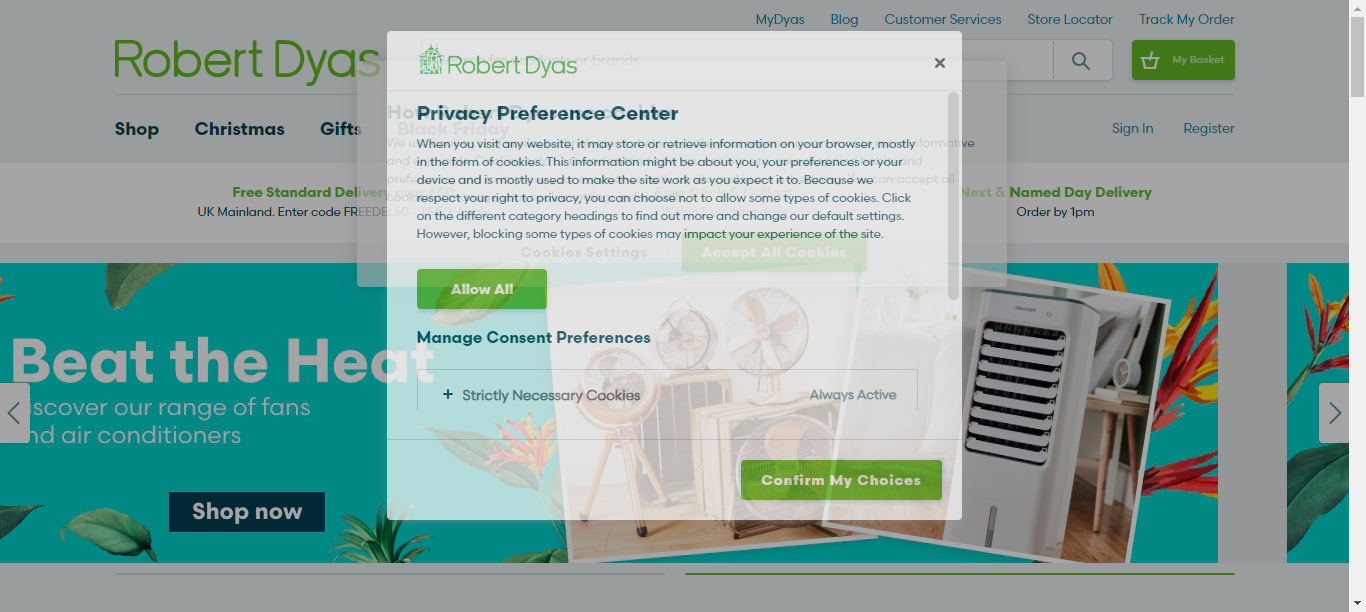 MyDyas Blog Customer Services Store Locator Track My Order
Robert Dyas
My Basket
Shop Christmas Gifts Black Friday
Sign In Register
Free Standard Delivery
UK Mainland. Enter code
Next & Named Day Delivery
Order by 1pm
Robert Dyas
Privacy Preference Center
When you visit any website, it may store or retrieve information on your browser, mostly
in the form of cookies. This information might be about you, your preferences or your
device and is mostly used to make the site work as you expect it to. Because we
respect your right to privacy, you can choose not to allow some types of cookies. Click
on the different category headings to find out more and change our default settings.
However, blocking some types of cookies may impact your experience of the site.
Cookies Settings Accept All Cookies
Allow All
Manage Consent Preferences
+ Strictly Necessary Cookies Always Active
Confirm My Choices
Beat the Heat
Discover our range of fans
and air conditioners
Shop now